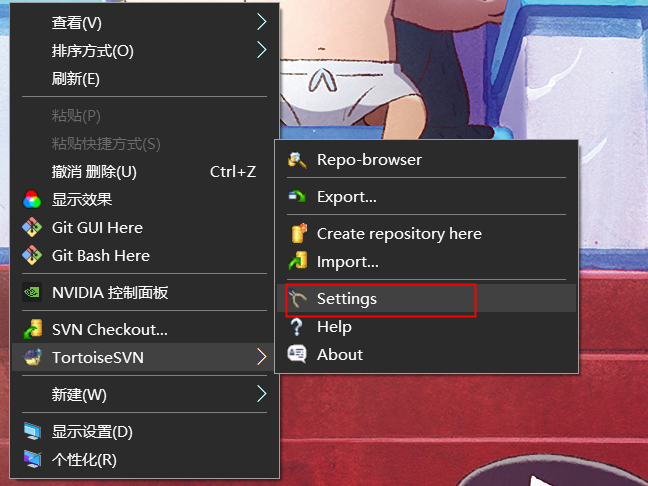 查看(V)
排序方式(O)
刷新(E)
粘贴(P)
粘贴快捷方式(S)
撤消 删除(U) Ctrl+Z
显示效果
Git GUI Here
Git Bash Here
NVIDIA 控制面板
SVN Checkout...
TortoiseSVN
新建(W)
显示设置(D)
个性化(R)
Repo-browser
Export...
Create repository here
Import...
Settings
Help
About